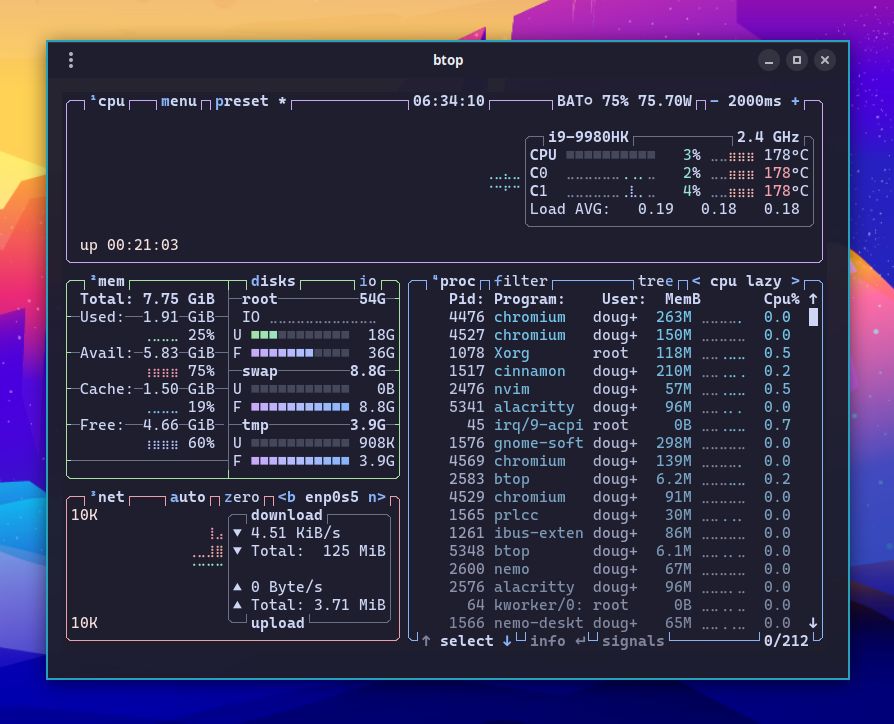 btop
¹cpu menu preset * 06:34:10 BAT○ 75% 75.70W - 2000ms +
i9-9980HK 2.4 GHz
CPU 3% 178°C
C0 2% 178°C
C1 4% 178°C
Load AVG: 0.19 0.18 0.18
up 00:21:03
²mem
Total: 7.75 GiB
Used: 1.91 GiB
25%
Avail: 5.83 GiB
75%
Cache: 1.50 GiB
19%
Free: 4.66 GiB
60%
disks io
root 54G
IO
U 18G
F 36G
swap 8.8G
U 0B
F 8.8G
tmp 3.9G
U 908K
F 3.9G
³net auto zero <b enp0s5 n>
10K
download
▼ 4.51 KiB/s
▼ Total: 125 MiB
▲ 0 Byte/s
▲ Total: 3.71 MiB
10K
upload
⁴proc filter tree < cpu lazy >
Pid: Program: User: MemB Cpu% ↑
4476 chromium doug+ 263M 0.0
4527 chromium doug+ 150M 0.0
1078 Xorg root 118M 0.5
1517 cinnamon doug+ 210M 0.2
2476 nvim doug+ 57M 0.5
5341 alacritty doug+ 96M 0.0
45 irq/9-acpi root 0B 0.7
1576 gnome-soft doug+ 298M 0.0
4569 chromium doug+ 139M 0.0
2583 btop doug+ 6.2M 0.2
4529 chromium doug+ 91M 0.0
1565 prlcc doug+ 30M 0.0
1261 ibus-exten doug+ 86M 0.0
5348 btop doug+ 6.1M 0.0
2600 nemo doug+ 67M 0.0
2576 alacritty doug+ 96M 0.0
64 kworker/0: root 0B 0.0
1566 nemo-deskt doug+ 65M 0.0 ↓
↑ select ↓ info ↵ signals 0/212